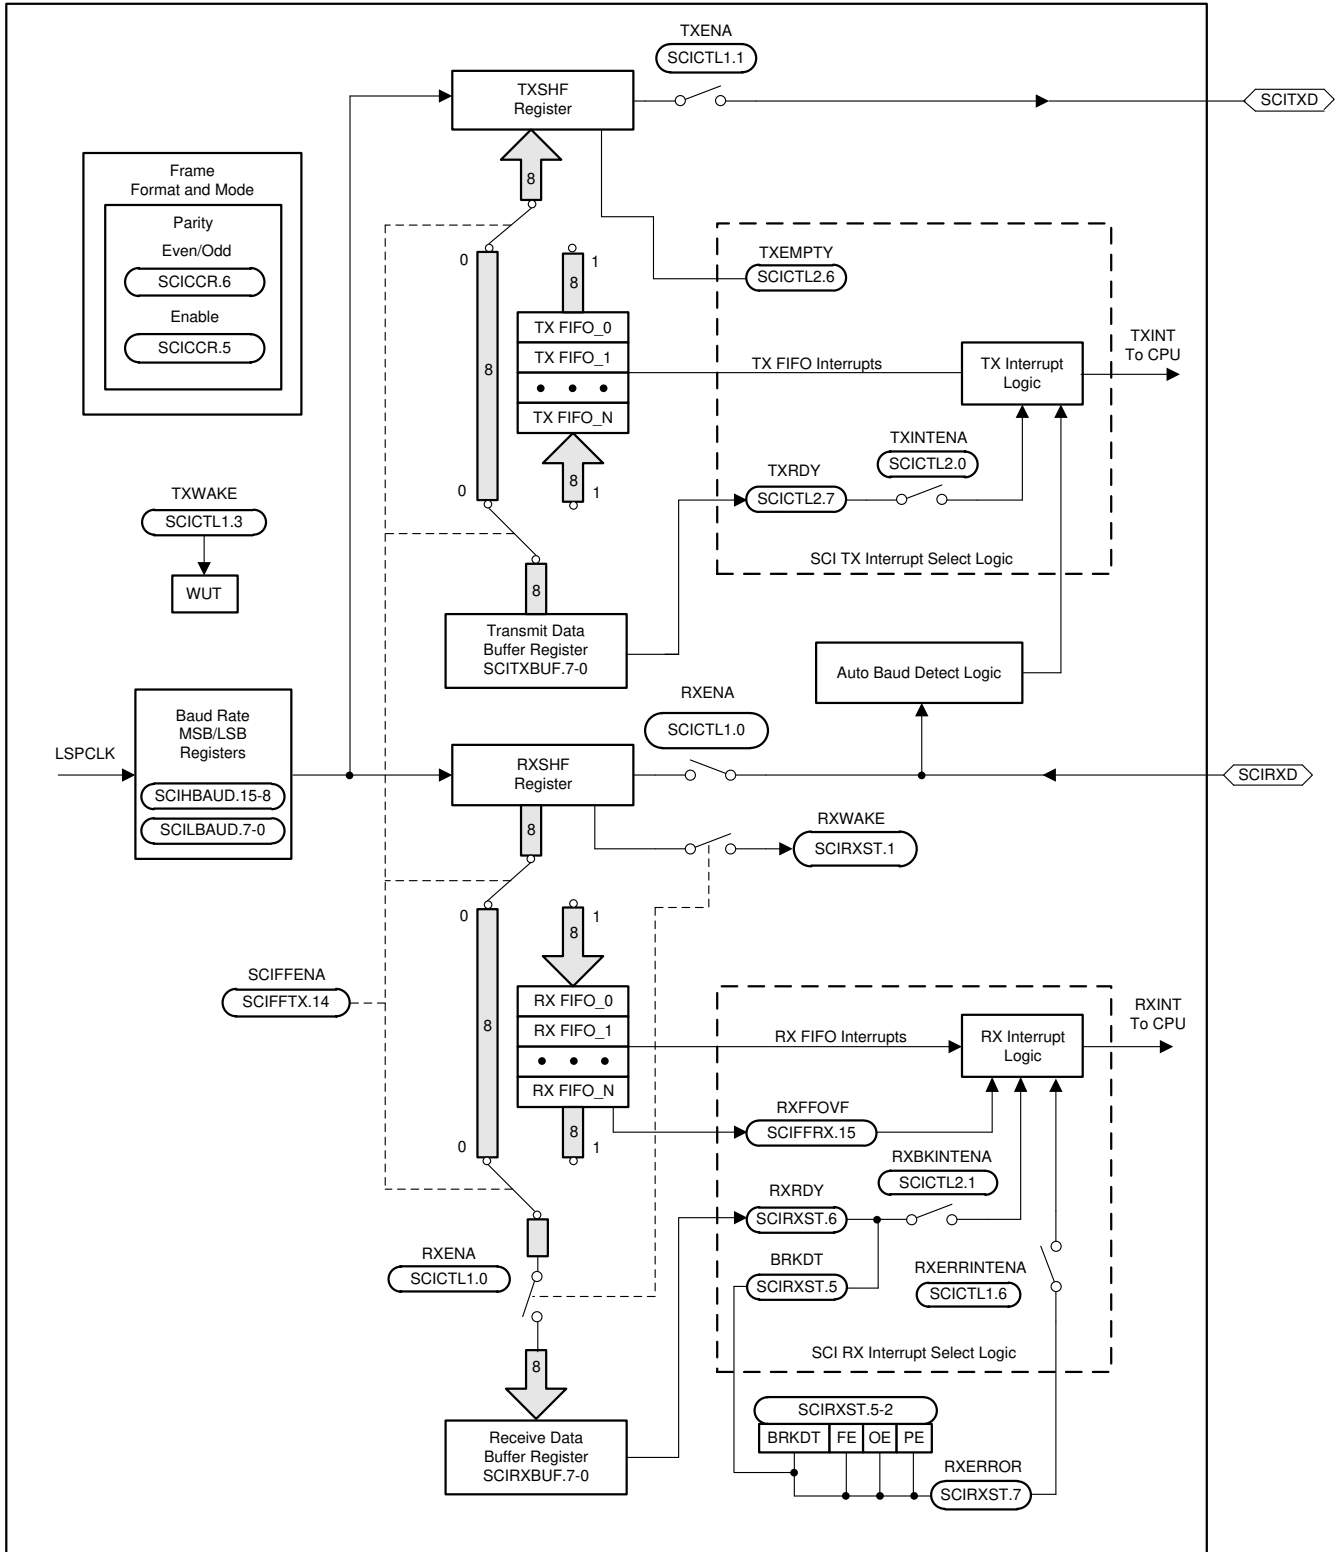 TXENA
SCICTL1.1
TXSHF
Register
SCITXD
8
Frame
Format and Mode
Parity
Even/Odd
SCICCR.6
Enable
SCICCR.5
0
1
8
TX FIFO_0
TX FIFO_1
TX FIFO_N
8
8
0
1
TXEMPTY
SCICTL2.6
TX FIFO Interrupts
TX Interrupt
Logic
TXINT
To CPU
TXINTENA
SCICTL2.0
TXRDY
SCICTL2.7
SCI TX Interrupt Select Logic
TXWAKE
SCICTL1.3
WUT
8
Transmit Data
Buffer Register
SCITXBUF.7-0
Auto Baud Detect Logic
RXENA
SCICTL1.0
LSPCLK
Baud Rate
MSB/LSB
Registers
SCIHBAUD.15-8
SCILBAUD.7-0
RXSHF
Register
SCIRXD
8
RXWAKE
SCIRXST.1
0
1
8
SCIFFENA
SCIFFTX.14
8
RX FIFO_0
RX FIFO_1
RX FIFO_N
8
0
1
RX FIFO Interrupts
RX Interrupt
Logic
RXINT
To CPU
RXFFOVF
SCIFFRX.15
RXBKINTENA
SCICTL2.1
RXRDY
SCIRXST.6
BRKDT
SCIRXST.5
RXERRINTENA
SCICTL1.6
SCI RX Interrupt Select Logic
RXENA
SCICTL1.0
8
Receive Data
Buffer Register
SCIRXBUF.7-0
SCIRXST.5-2
BRKDT FE OE PE
RXERROR
SCIRXST.7